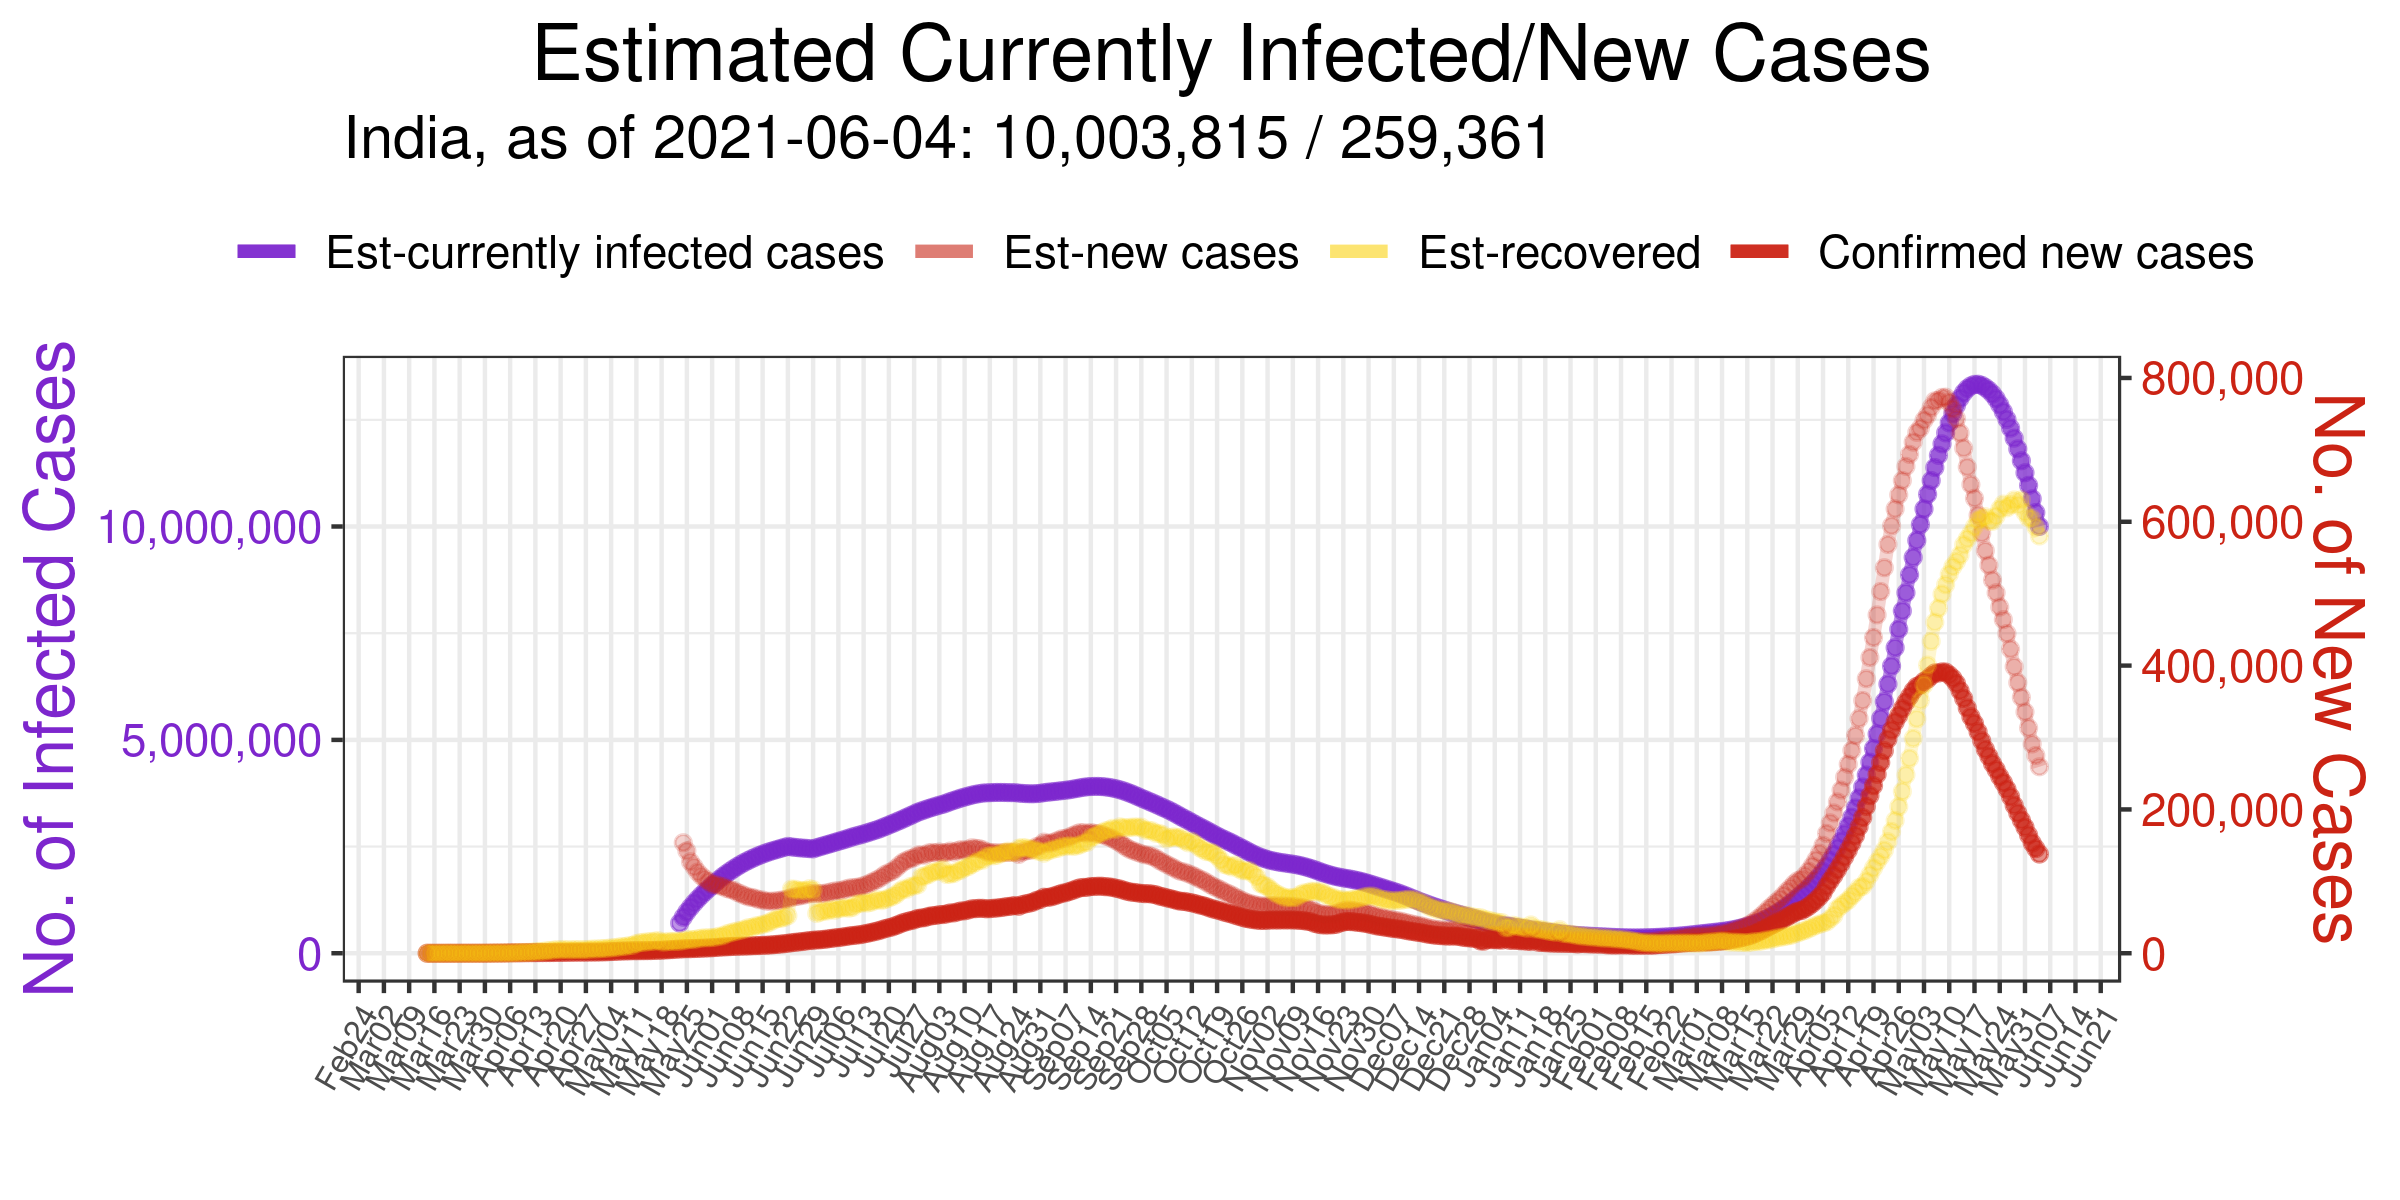 Estimated Currently Infected/New Cases
India, as of 2021-06-04: 10,003,815 / 259,361
Est-currently infected cases Est-new cases Est-recovered Confirmed new cases
No. of Infected Cases
10,000,000
5,000,000
0
800,000
600,000
400,000
200,000
0
No. of New Cases
Feb24 Mar02 Mar09 Mar16 Mar23 Mar30 Apr06 Apr13 Apr20 Apr27 May04 May11 May18 May25 Jun01 Jun08 Jun15 Jun22 Jun29 Jul06 Jul13 Jul20 Jul27 Aug03 Aug10 Aug17 Aug24 Aug31 Sep07 Sep14 Sep21 Sep28 Oct05 Oct12 Oct19 Oct26 Nov02 Nov09 Nov16 Nov23 Nov30 Dec07 Dec14 Dec21 Dec28 Jan04 Jan11 Jan18 Jan25 Feb01 Feb08 Feb15 Feb22 Mar01 Mar08 Mar15 Mar22 Mar29 Apr05 Apr12 Apr19 Apr26 May03 May10 May17 May24 May31 Jun07 Jun14 Jun21